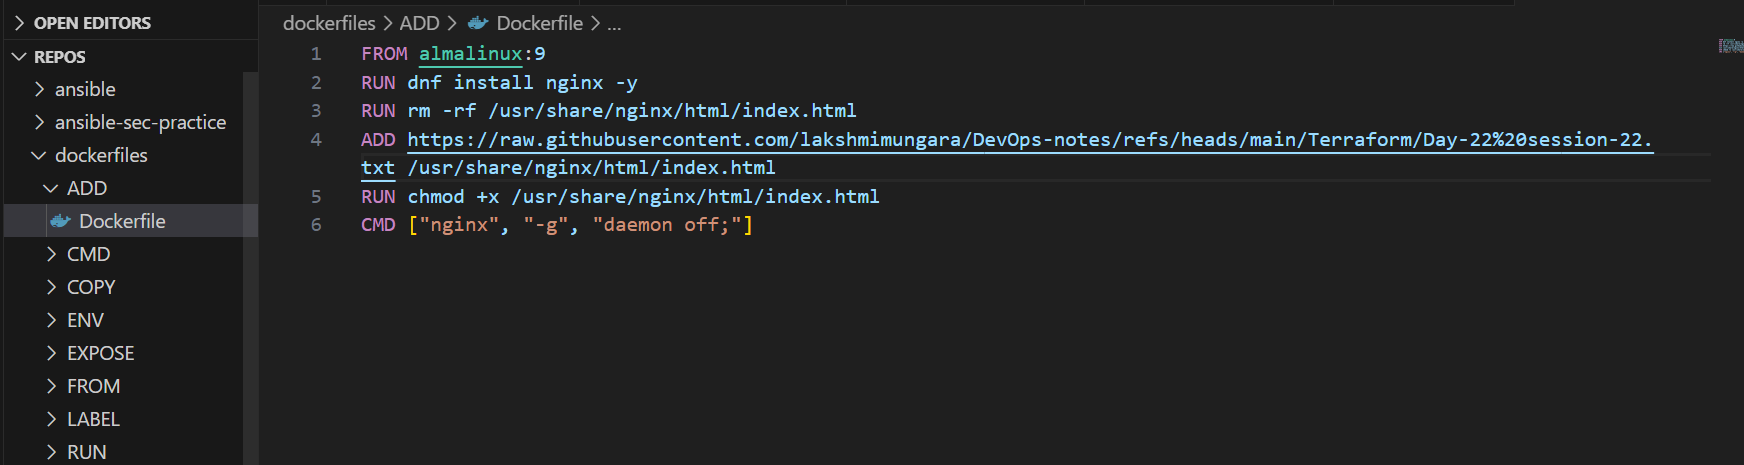 OPEN EDITORS
REPOS
ansible
ansible-sec-practice
dockerfiles
ADD
Dockerfile
CMD
COPY
ENV
EXPOSE
FROM
LABEL
RUN
dockerfiles > ADD > Dockerfile > ...
1 FROM almalinux:9
2 RUN dnf install nginx -y
3 RUN rm -rf /usr/share/nginx/html/index.html
4 ADD https://raw.githubusercontent.com/lakshmimungara/DevOps-notes/refs/heads/main/Terraform/Day-22%20session-22.
txt /usr/share/nginx/html/index.html
5 RUN chmod +x /usr/share/nginx/html/index.html
6 CMD ["nginx", "-g", "daemon off;"]